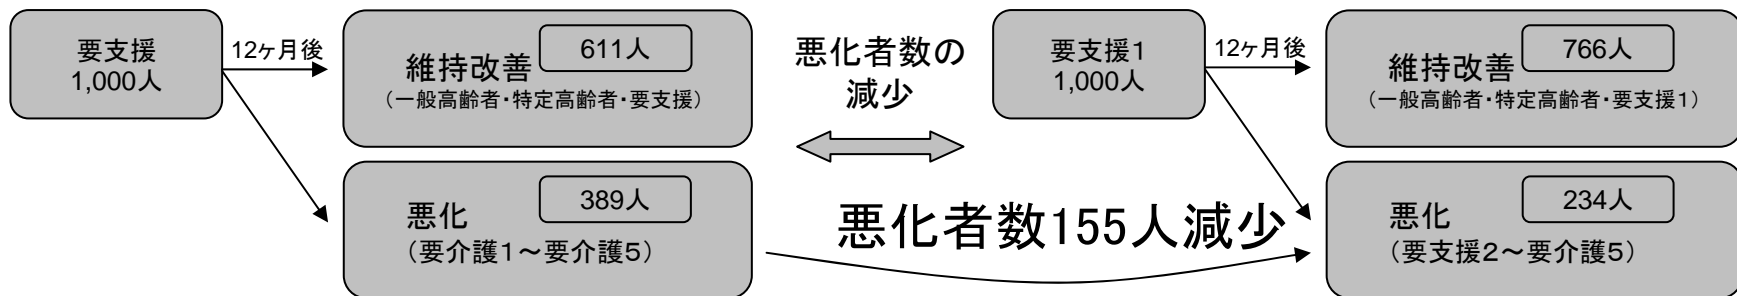 要支援
1,000人
12ヶ月後
維持改善
611人
(一般高齢者・特定高齢者・要支援)
悪化
389人
(要介護1~要介護5)
悪化者数の
減少
悪化者数155人減少
要支援1
1,000人
12ヶ月後
維持改善
766人
(一般高齢者・特定高齢者・要支援1)
悪化
234人
(要支援2~要介護5)